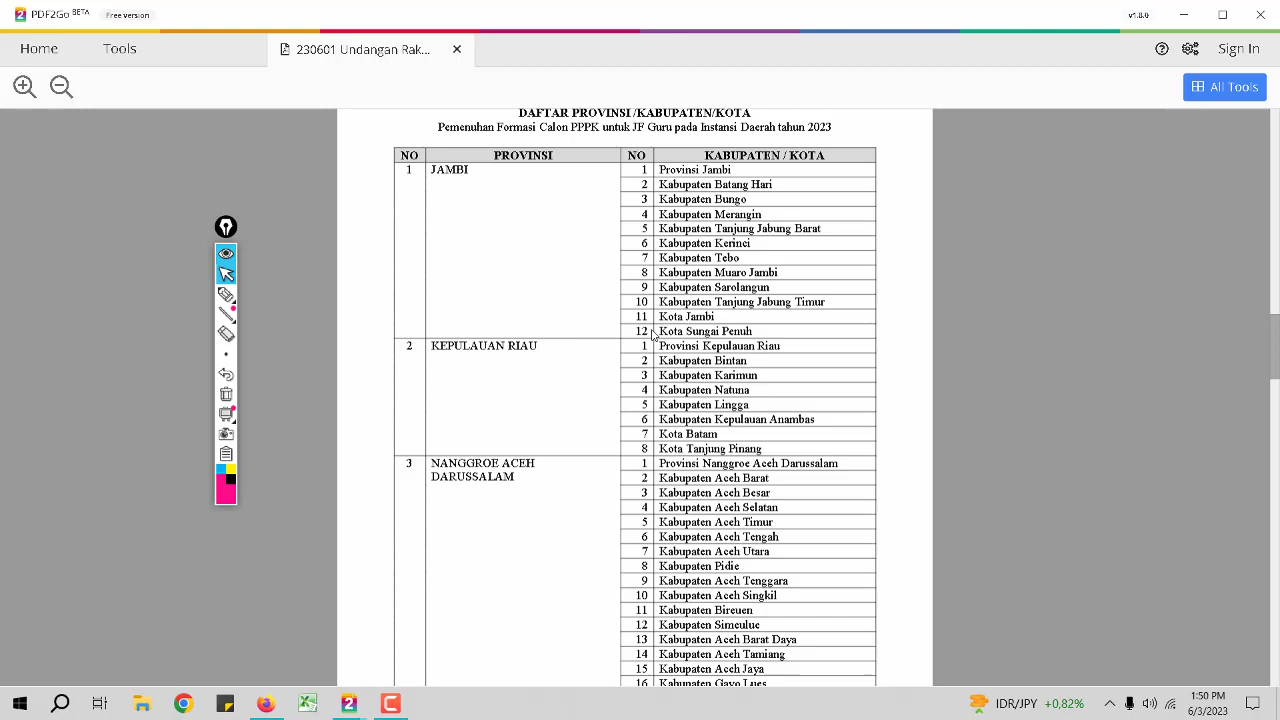 PDF2Go BETA
Free version
v1.8.0
Home
Tools
230601 Undangan Rak...
Sign In
All Tools
DAFTAR PROVINSI /KABUPATEN/KOTA
Pemenuhan Formasi Calon PPPK untuk JF Guru pada Instansi Daerah tahun 2023
NO PROVINSI NO KABUPATEN / KOTA
1 JAMBI 1 Provinsi Jambi
2 Kabupaten Batang Hari
3 Kabupaten Bungo
4 Kabupaten Merangin
5 Kabupaten Tanjung Jabung Barat
6 Kabupaten Kerinci
7 Kabupaten Tebo
8 Kabupaten Muaro Jambi
9 Kabupaten Sarolangun
10 Kabupaten Tanjung Jabung Timur
11 Kota Jambi
12 Kota Sungai Penuh
2 KEPULAUAN RIAU 1 Provinsi Kepulauan Riau
2 Kabupaten Bintan
3 Kabupaten Karimun
4 Kabupaten Natuna
5 Kabupaten Lingga
6 Kabupaten Kepulauan Anambas
7 Kota Batam
8 Kota Tanjung Pinang
3 NANGGROE ACEH 1 Provinsi Nanggroe Aceh Darussalam
DARUSSALAM 2 Kabupaten Aceh Barat
3 Kabupaten Aceh Besar
4 Kabupaten Aceh Selatan
5 Kabupaten Aceh Timur
6 Kabupaten Aceh Tengah
7 Kabupaten Aceh Utara
8 Kabupaten Pidie
9 Kabupaten Aceh Tenggara
10 Kabupaten Aceh Singkil
11 Kabupaten Bireuen
12 Kabupaten Simeulue
13 Kabupaten Aceh Barat Daya
14 Kabupaten Aceh Tamiang
15 Kabupaten Aceh Jaya
16 Kabupaten Gayo Lues
IDR/JPY +0,82%
1:50 PM
6/3/2023